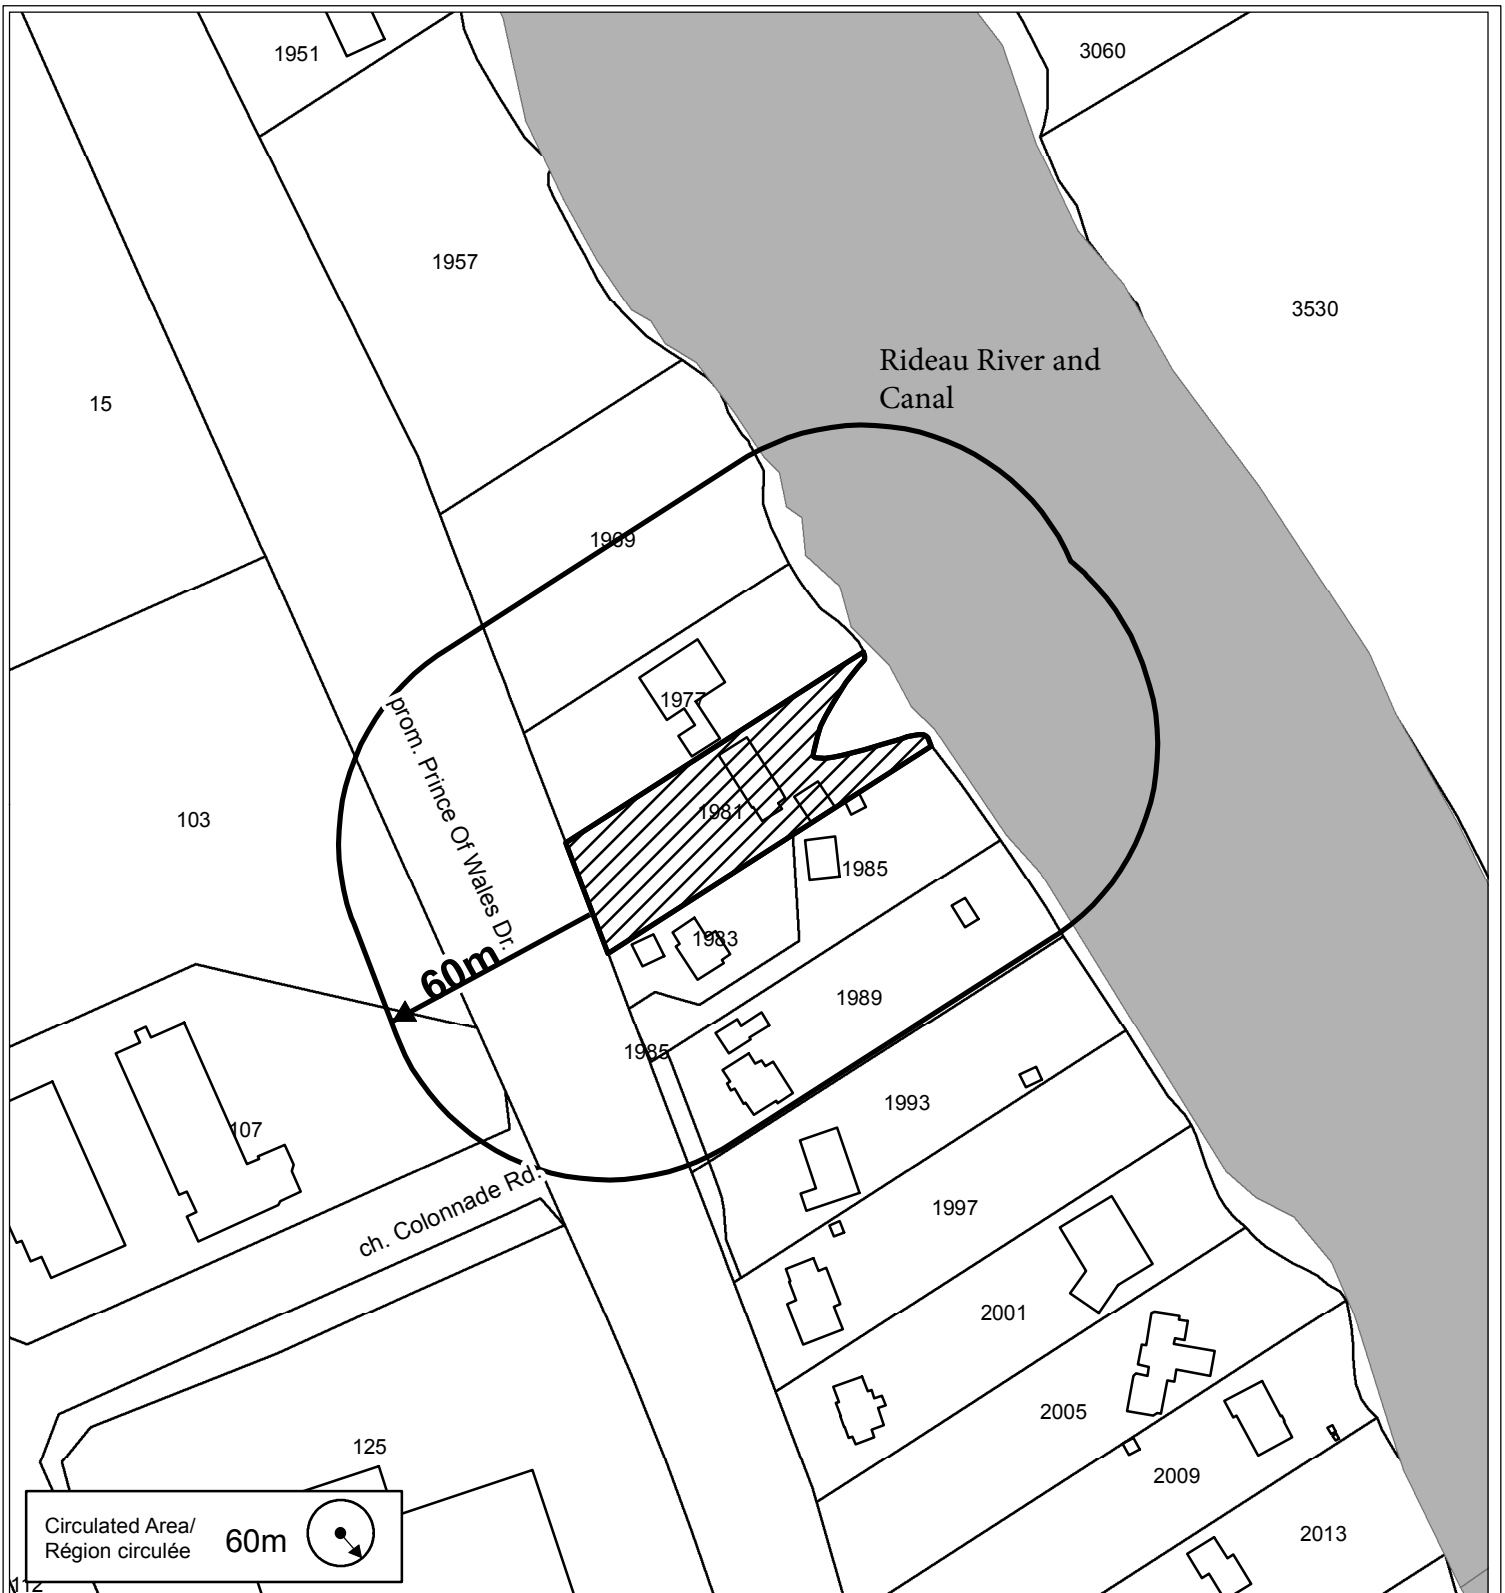 1951
3060
1957
3530
Rideau River and
Canal
15
1969
1977
prom. Prince Of Wales Dr.
1981
103
1985
1983
60m
1989
1985
1993
107
ch. Colonnade Rd.
1997
2001
2005
125
2009
Circulated Area/
Région circulée
60m
2013
112